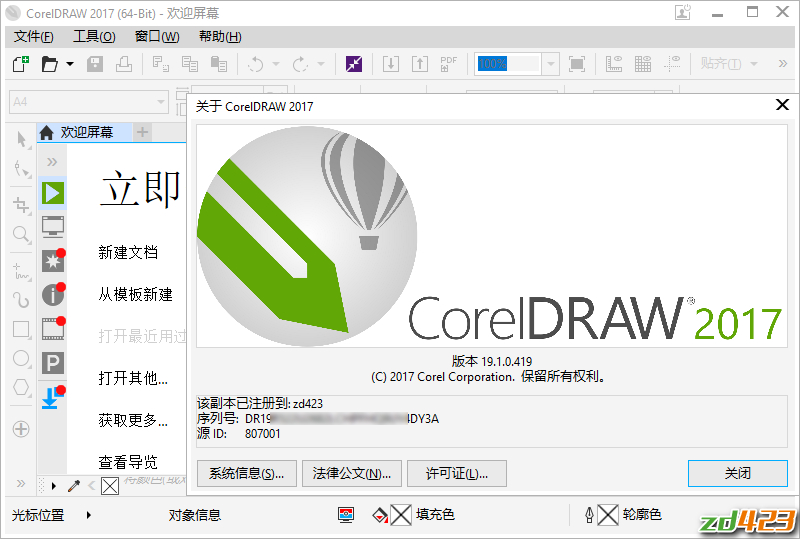 CorelDRAW 2017 (64-Bit) - 欢迎屏幕
文件(F) 工具(O) 窗口(W) 帮助(H)
PDF 100% 贴齐(T)
A4
关于 CorelDRAW 2017
欢迎屏幕
立即
新建文档
从模板新建
打开最近用过
打开其他...
获取更多...
查看导览
CorelDRAW® 2017
版本 19.1.0.419
(C) 2017 Corel Corporation. 保留所有权利。
该副本已注册到: zd423
序列号: DR19 4DY3A
源 ID: 807001
系统信息(S)... 法律公文(N)... 许可证(L)... 关闭
光标位置 对象信息 填充色 轮廓色
zd423